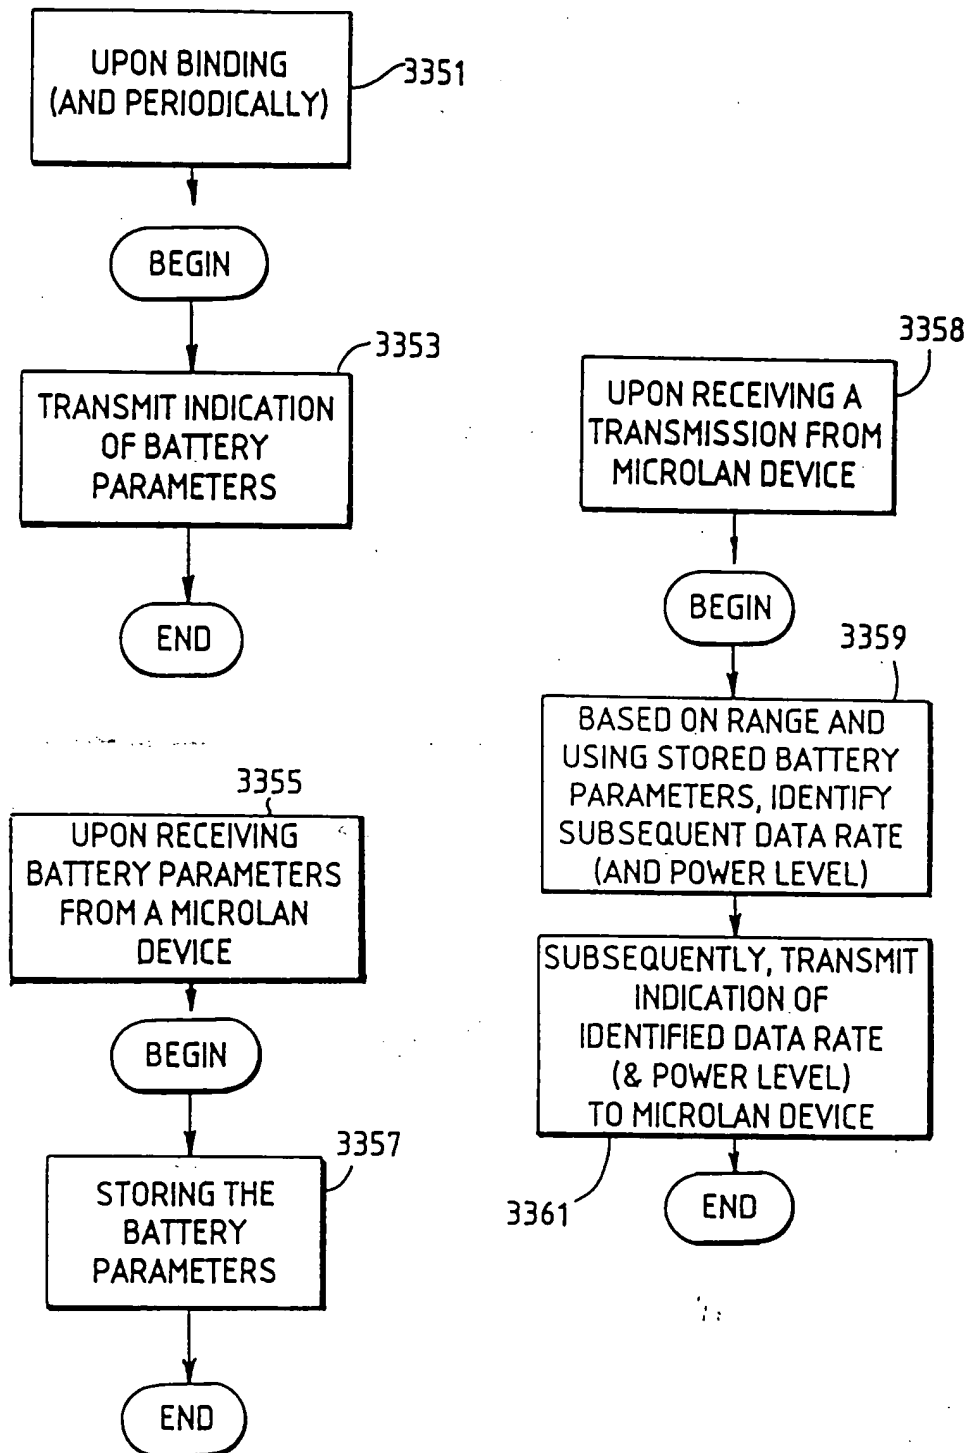 UPON BINDING
(AND PERIODICALLY)
3351
BEGIN
3353
TRANSMIT INDICATION
OF BATTERY
PARAMETERS
END
3355
UPON RECEIVING
BATTERY PARAMETERS
FROM A MICROLAN
DEVICE
BEGIN
3357
STORING THE
BATTERY
PARAMETERS
END
3358
UPON RECEIVING A
TRANSMISSION FROM
MICROLAN DEVICE
BEGIN
3359
BASED ON RANGE AND
USING STORED BATTERY
PARAMETERS, IDENTIFY
SUBSEQUENT DATA RATE
(AND POWER LEVEL)
SUBSEQUENTLY, TRANSMIT
INDICATION OF
IDENTIFIED DATA RATE
(& POWER LEVEL)
TO MICROLAN DEVICE
3361
END